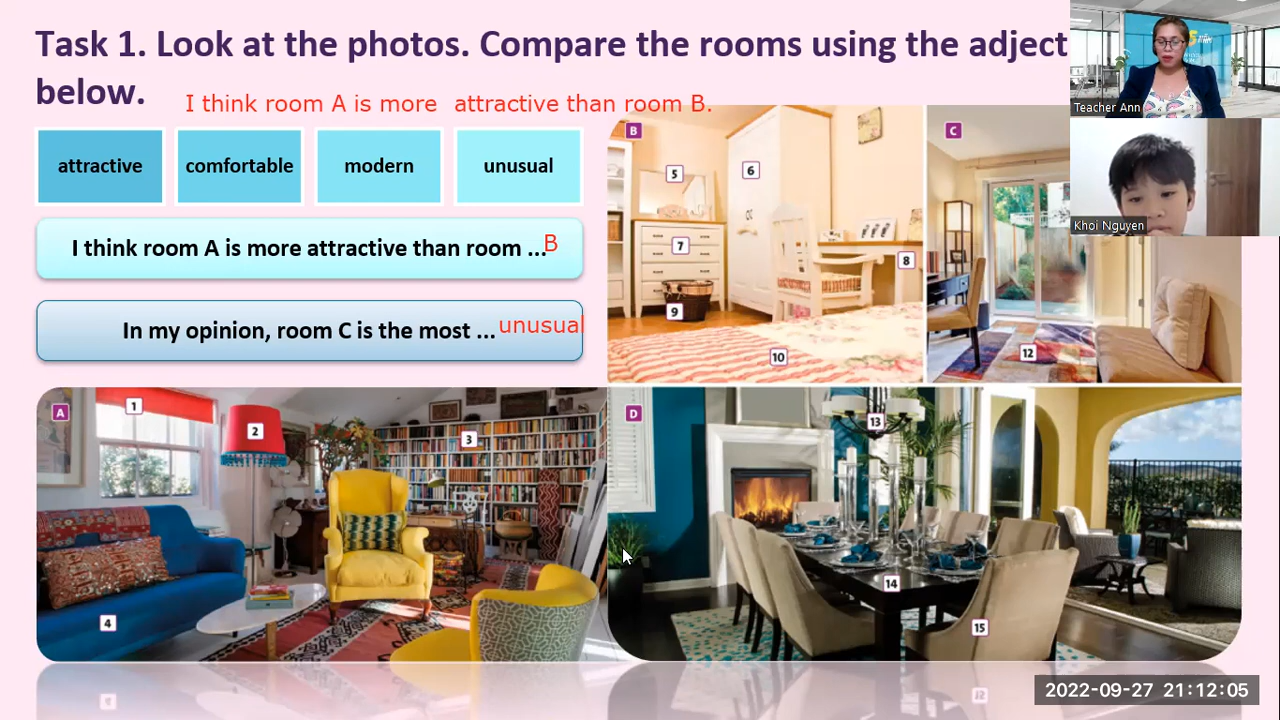 Task 1. Look at the photos. Compare the rooms using the adject
below.
I think room A is more attractive than room B.
attractive
comfortable
modern
unusual
I think room A is more attractive than room ...B
In my opinion, room C is the most ...unusual
B
5
6
7
8
9
10
C
12
A
1
2
3
4
D
13
14
15
Teacher Ann
Khoi Nguyen
2022-09-27 21:12:05